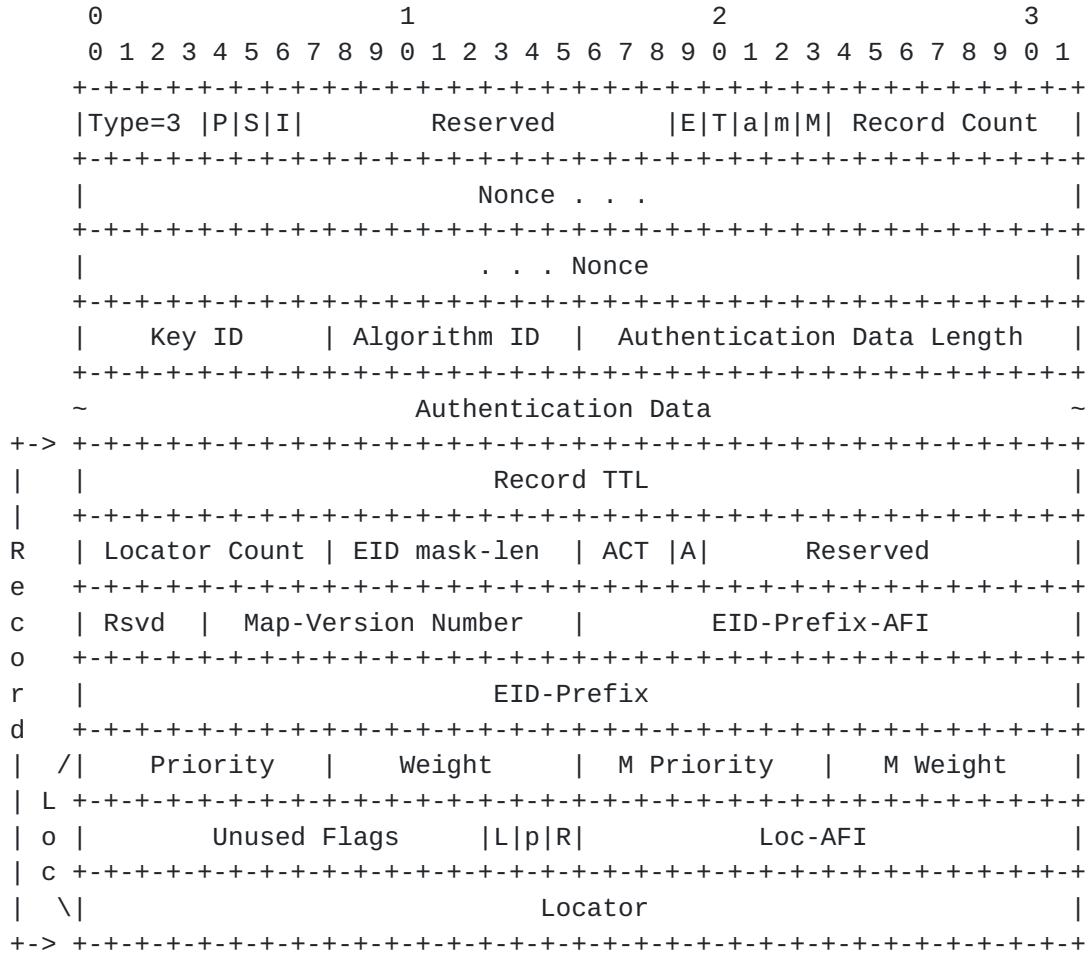 0                   1                   2                   3
 0 1 2 3 4 5 6 7 8 9 0 1 2 3 4 5 6 7 8 9 0 1 2 3 4 5 6 7 8 9 0 1
+-+-+-+-+-+-+-+-+-+-+-+-+-+-+-+-+-+-+-+-+-+-+-+-+-+-+-+-+-+-+-+-+
|Type=3 |P|S|I|        Reserved       |E|T|a|m|M| Record Count  |
+-+-+-+-+-+-+-+-+-+-+-+-+-+-+-+-+-+-+-+-+-+-+-+-+-+-+-+-+-+-+-+-+
|                         Nonce . . .                           |
+-+-+-+-+-+-+-+-+-+-+-+-+-+-+-+-+-+-+-+-+-+-+-+-+-+-+-+-+-+-+-+-+
|                         . . . Nonce                           |
+-+-+-+-+-+-+-+-+-+-+-+-+-+-+-+-+-+-+-+-+-+-+-+-+-+-+-+-+-+-+-+-+
|    Key ID     | Algorithm ID  |  Authentication Data Length   |
+-+-+-+-+-+-+-+-+-+-+-+-+-+-+-+-+-+-+-+-+-+-+-+-+-+-+-+-+-+-+-+-+
~                     Authentication Data                       ~
+-> +-+-+-+-+-+-+-+-+-+-+-+-+-+-+-+-+-+-+-+-+-+-+-+-+-+-+-+-+-+-+-+-+
|   |                          Record TTL                           |
|   +-+-+-+-+-+-+-+-+-+-+-+-+-+-+-+-+-+-+-+-+-+-+-+-+-+-+-+-+-+-+-+-+
R   | Locator Count | EID mask-len  | ACT |A|      Reserved         |
e   +-+-+-+-+-+-+-+-+-+-+-+-+-+-+-+-+-+-+-+-+-+-+-+-+-+-+-+-+-+-+-+-+
c   | Rsvd  |  Map-Version Number   |        EID-Prefix-AFI         |
o   +-+-+-+-+-+-+-+-+-+-+-+-+-+-+-+-+-+-+-+-+-+-+-+-+-+-+-+-+-+-+-+-+
r   |                          EID-Prefix                           |
d   +-+-+-+-+-+-+-+-+-+-+-+-+-+-+-+-+-+-+-+-+-+-+-+-+-+-+-+-+-+-+-+-+
|  /|    Priority   |    Weight     |  M Priority   |   M Weight    |
| L +-+-+-+-+-+-+-+-+-+-+-+-+-+-+-+-+-+-+-+-+-+-+-+-+-+-+-+-+-+-+-+-+
| o |        Unused Flags     |L|p|R|           Loc-AFI             |
| c +-+-+-+-+-+-+-+-+-+-+-+-+-+-+-+-+-+-+-+-+-+-+-+-+-+-+-+-+-+-+-+-+
|  \|                             Locator                           |
+-> +-+-+-+-+-+-+-+-+-+-+-+-+-+-+-+-+-+-+-+-+-+-+-+-+-+-+-+-+-+-+-+-+